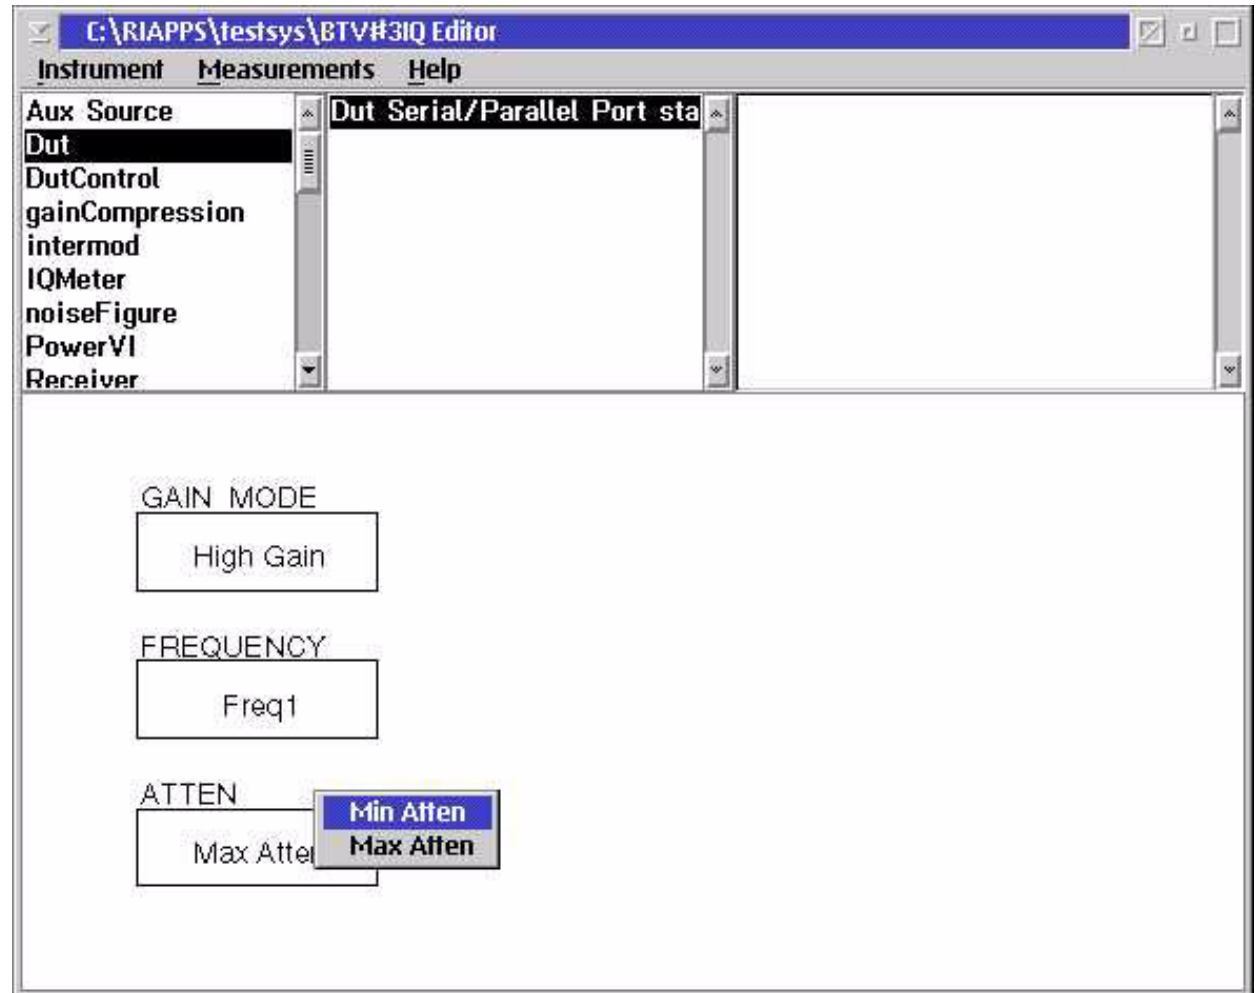 C:\RIAPPS\testsys\BTV#3IQ Editor
Instrument Measurements Help
Aux Source
Dut
DutControl
gainCompression
intermod
IQMeter
noiseFigure
PowerVI
Receiver
Dut Serial/Parallel Port sta
GAIN MODE
High Gain
FREQUENCY
Freq1
ATTEN
Max Atte
Min Atten
Max Atten